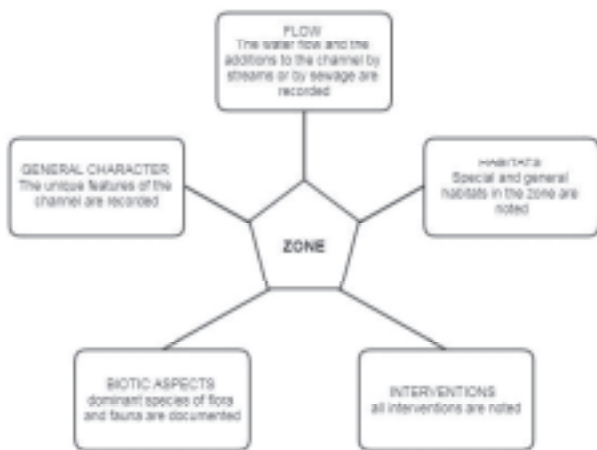 FLOW
The water flow and the
additions to the channel by
streams or by sewage are
recorded
GENERAL CHARACTER
The unique features of the
channel are recorded
HABITATS
Special and general
habitats in the zone are
noted
ZONE
BIOTIC ASPECTS
dominant species of flora
and fauna are documented
INTERVENTIONS
all interventions are noted